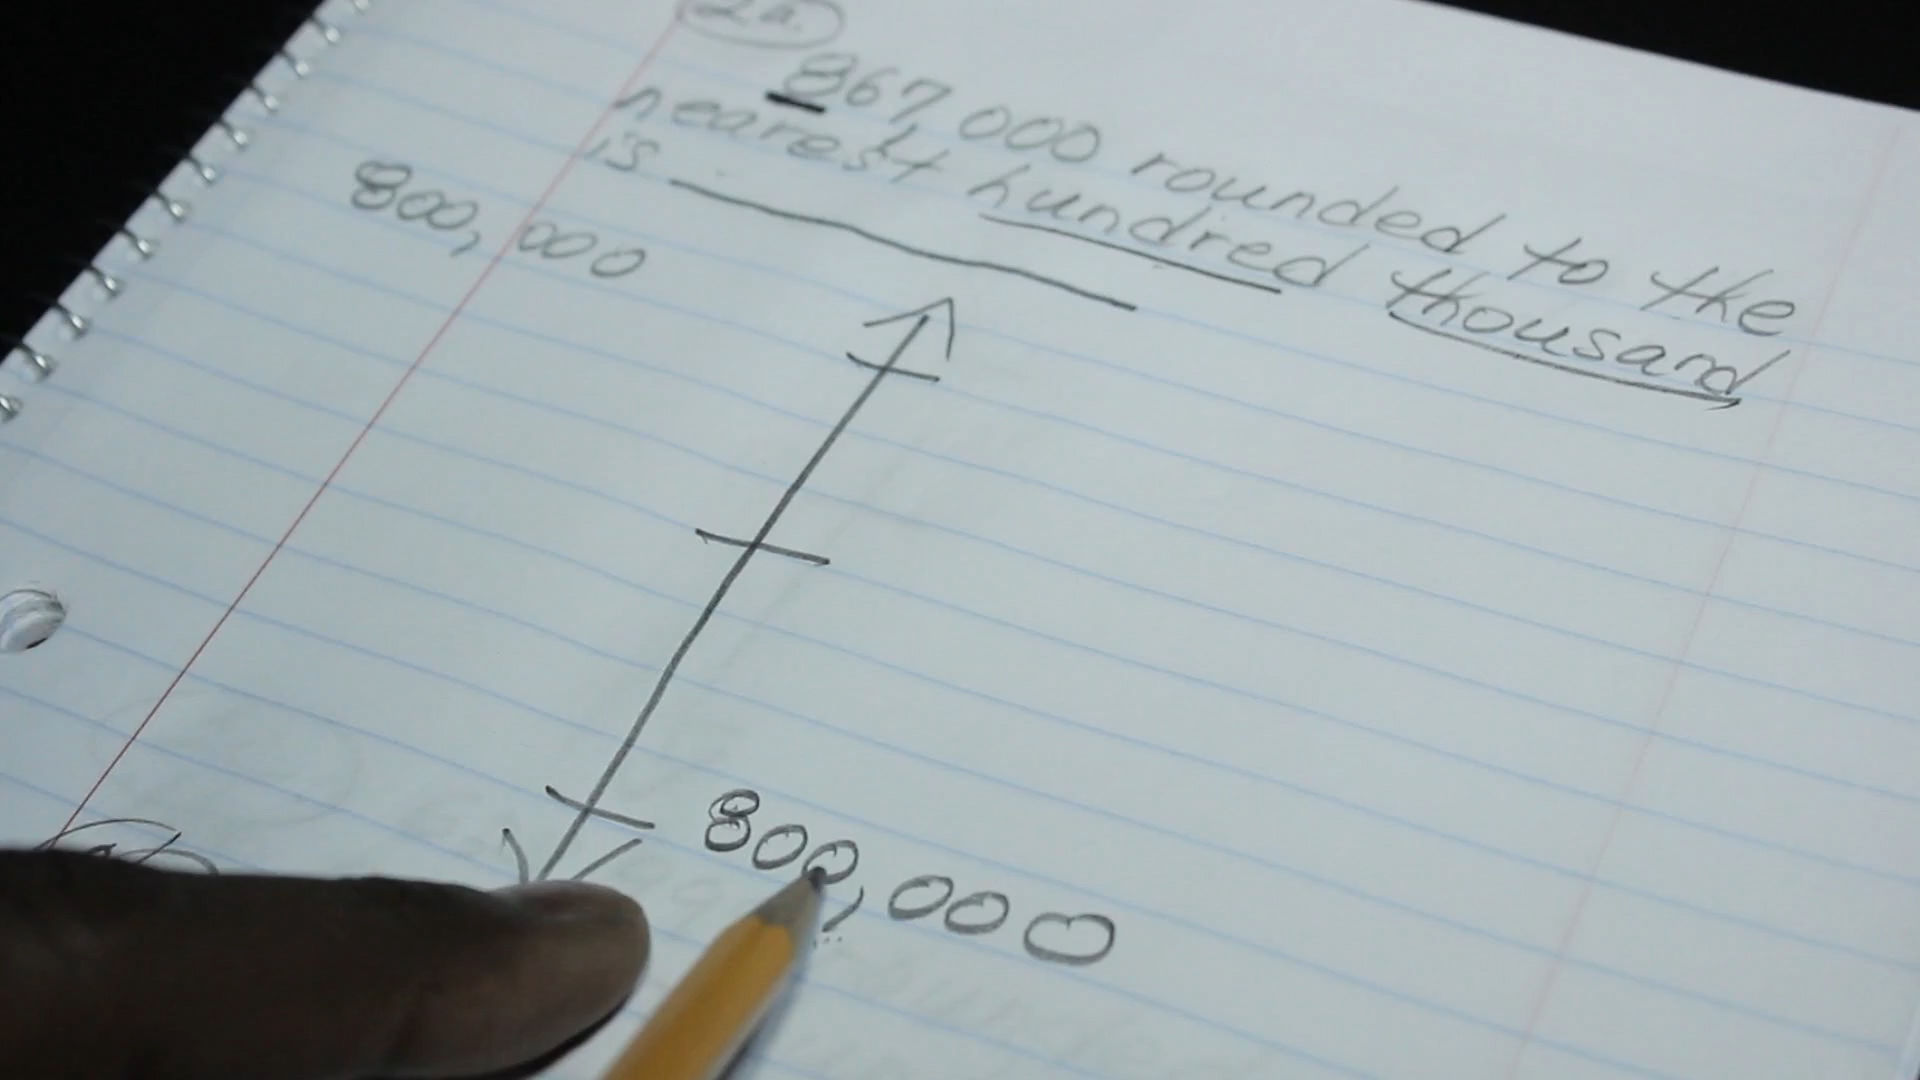 2a.
867,000 rounded to the
nearest hundred thousand
is
800,000
800,000